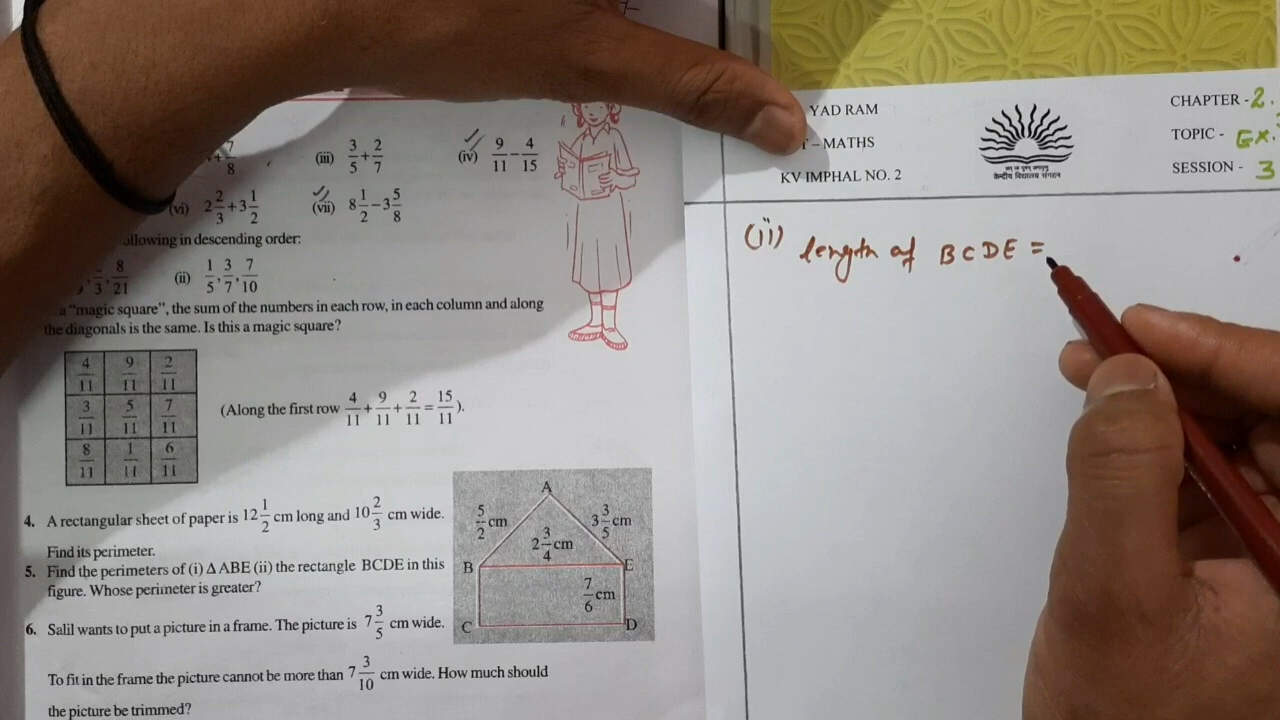 7/8 (iii) 3/5 + 2/7 (iv) 9/11 − 4/15
(vi) 2 2/3 + 3 1/2 (vii) 8 1/2 − 3 5/8
following in descending order:
8/21 (ii) 1/5, 3/7, 7/10
a “magic square”, the sum of the numbers in each row, in each column and along
the diagonals is the same. Is this a magic square?
4/11 9/11 2/11
3/11 5/11 7/11
8/11 1/11 6/11
(Along the first row 4/11 + 9/11 + 2/11 = 15/11).
4. A rectangular sheet of paper is 12 1/2 cm long and 10 2/3 cm wide.
Find its perimeter.
5. Find the perimeters of (i) Δ ABE (ii) the rectangle BCDE in this
figure. Whose perimeter is greater?
6. Salil wants to put a picture in a frame. The picture is 7 3/5 cm wide.
To fit in the frame the picture cannot be more than 7 3/10 cm wide. How much should
the picture be trimmed?
A
5/2 cm
3 3/5 cm
2 3/4 cm
B
E
7/6 cm
C
D
YAD RAM
– MATHS
KV IMPHAL NO. 2
केन्द्रीय विद्यालय संगठन
CHAPTER - 2.
TOPIC - Ex.
SESSION - 3
(ii) length of BCDE =